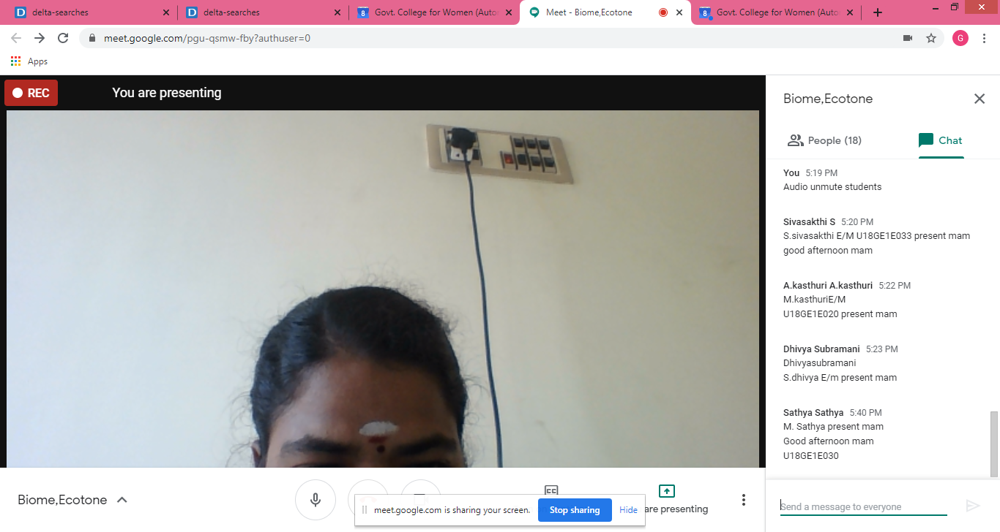 delta-searches
delta-searches
Govt. College for Women (Auto
Meet - Biome,Ecotone
Govt. College for Women (Auto
meet.google.com/pgu-qsmw-fby?authuser=0
G
Apps
REC
You are presenting
Biome,Ecotone
People (18)
Chat
You 5:19 PM
Audio unmute students
Sivasakthi S 5:20 PM
S.sivasakthi E/M U18GE1E033 present mam
good afternoon mam
A.kasthuri A.kasthuri 5:22 PM
M.kasthuriE/M
U18GE1E020 present mam
Dhivya Subramani 5:23 PM
Dhivyasubramani
S.dhivya E/m present mam
Sathya Sathya 5:40 PM
M. Sathya present mam
Good afternoon mam
U18GE1E030
Send a message to everyone
Biome,Ecotone
meet.google.com is sharing your screen.
Stop sharing
Hide
are presenting